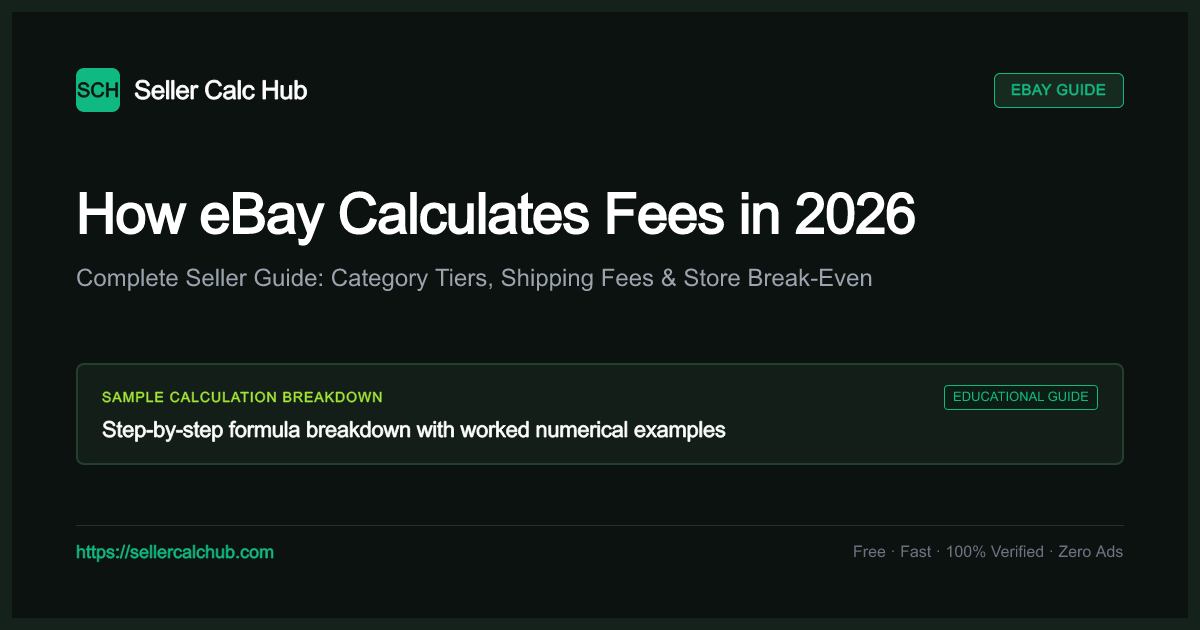 SCH Seller Calc Hub
EBAY GUIDE
How eBay Calculates Fees in 2026
Complete Seller Guide: Category Tiers, Shipping Fees & Store Break-Even
SAMPLE CALCULATION BREAKDOWN
EDUCATIONAL GUIDE
Step-by-step formula breakdown with worked numerical examples
https://sellercalchub.com
Free · Fast · 100% Verified · Zero Ads